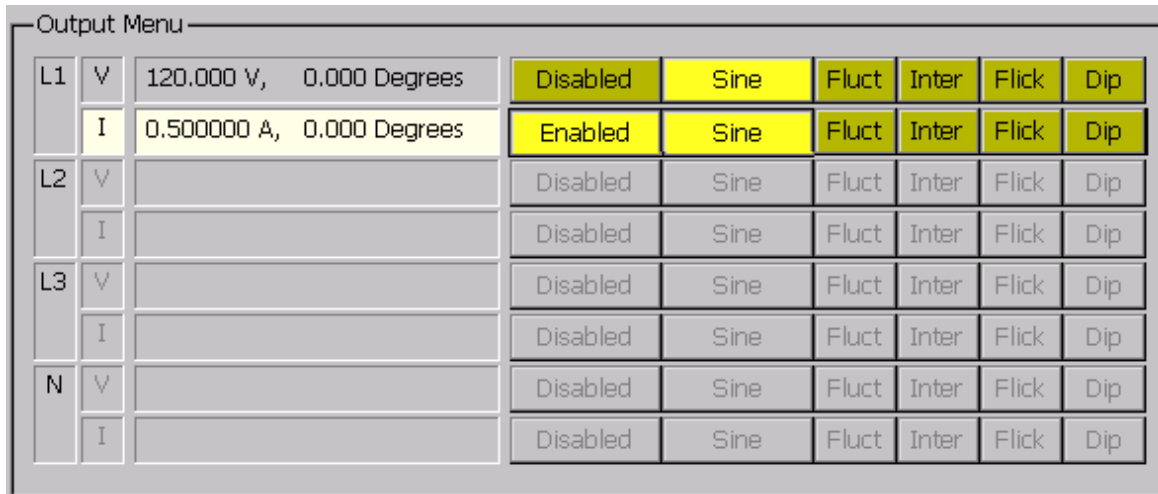 Output Menu
L1 V 120.000 V, 0.000 Degrees Disabled Sine Fluct Inter Flick Dip
I 0.500000 A, 0.000 Degrees Enabled Sine Fluct Inter Flick Dip
L2 V Disabled Sine Fluct Inter Flick Dip
I Disabled Sine Fluct Inter Flick Dip
L3 V Disabled Sine Fluct Inter Flick Dip
I Disabled Sine Fluct Inter Flick Dip
N V Disabled Sine Fluct Inter Flick Dip
I Disabled Sine Fluct Inter Flick Dip